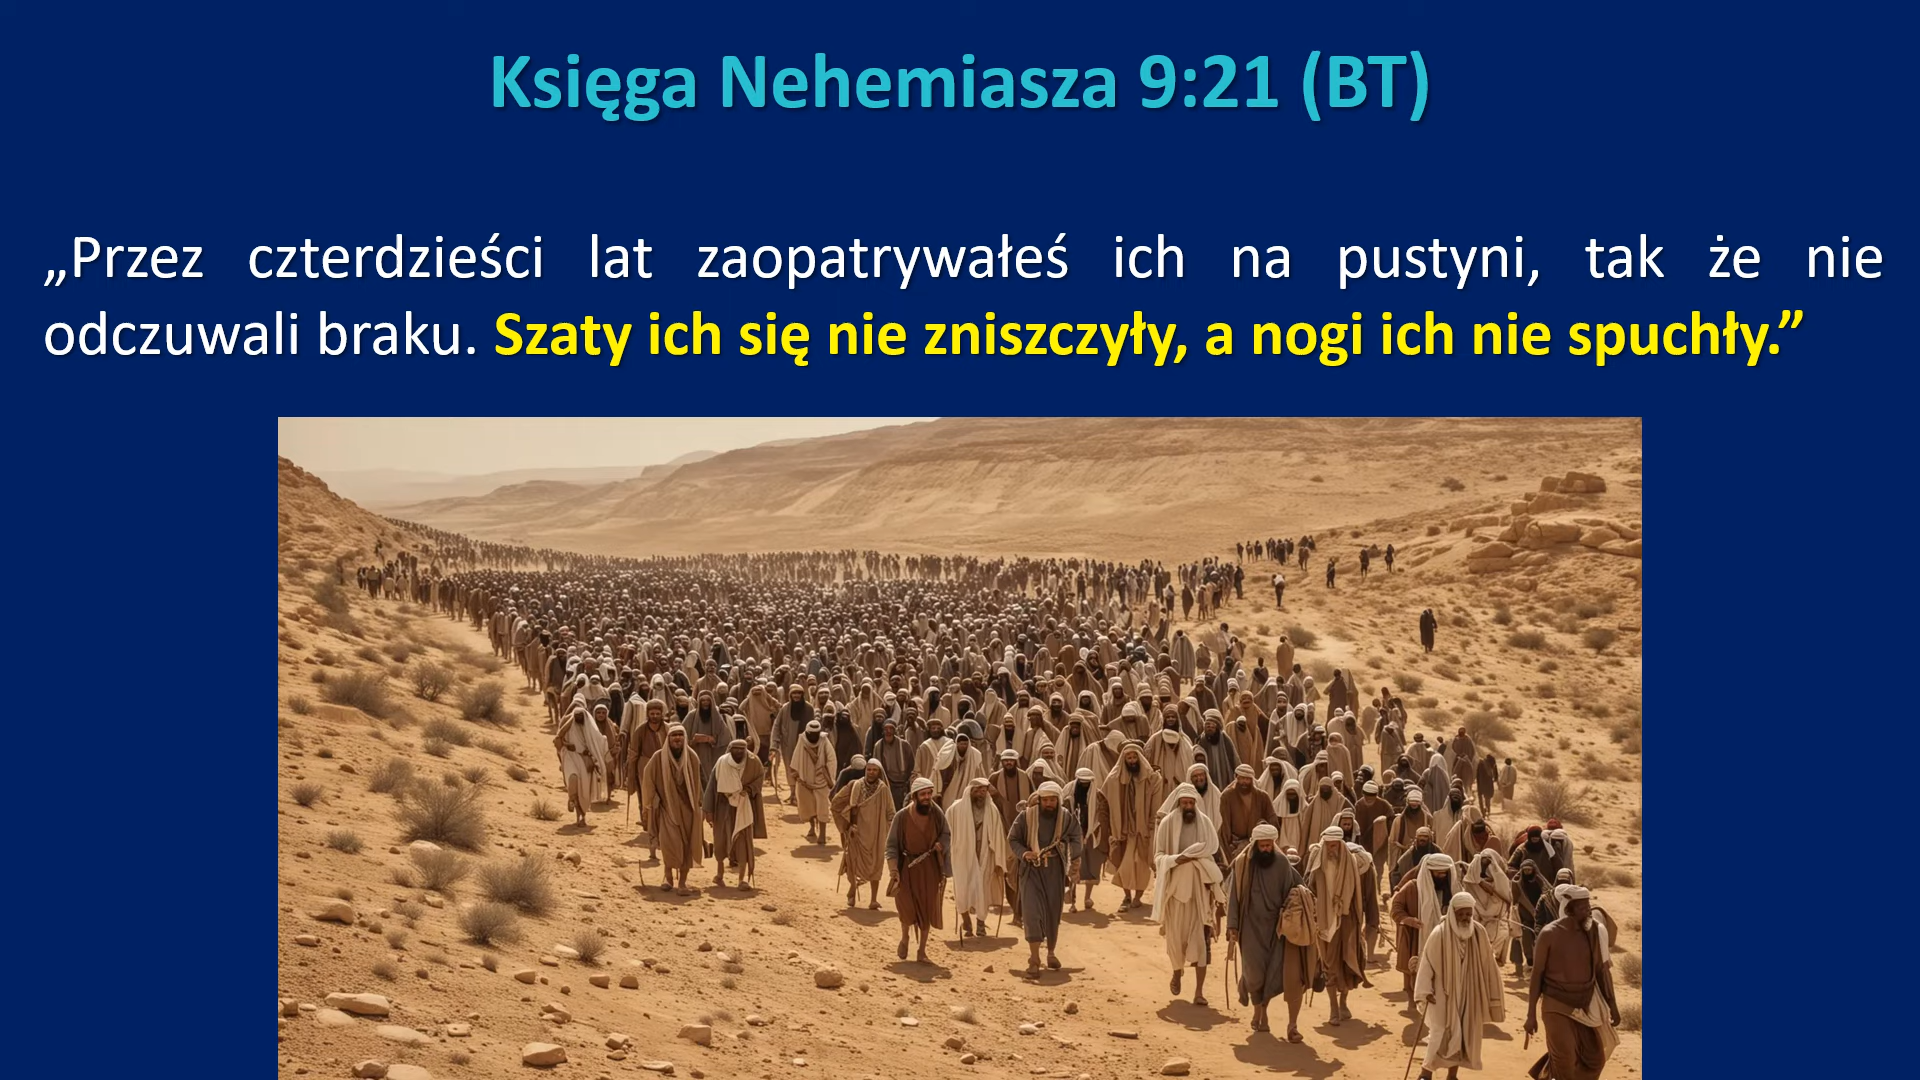 Księga Nehemiasza 9:21 (BT)
„Przez czterdzieści lat zaopatrywałeś ich na pustyni, tak że nie
odczuwali braku. Szaty ich się nie zniszczyły, a nogi ich nie spuchły.”